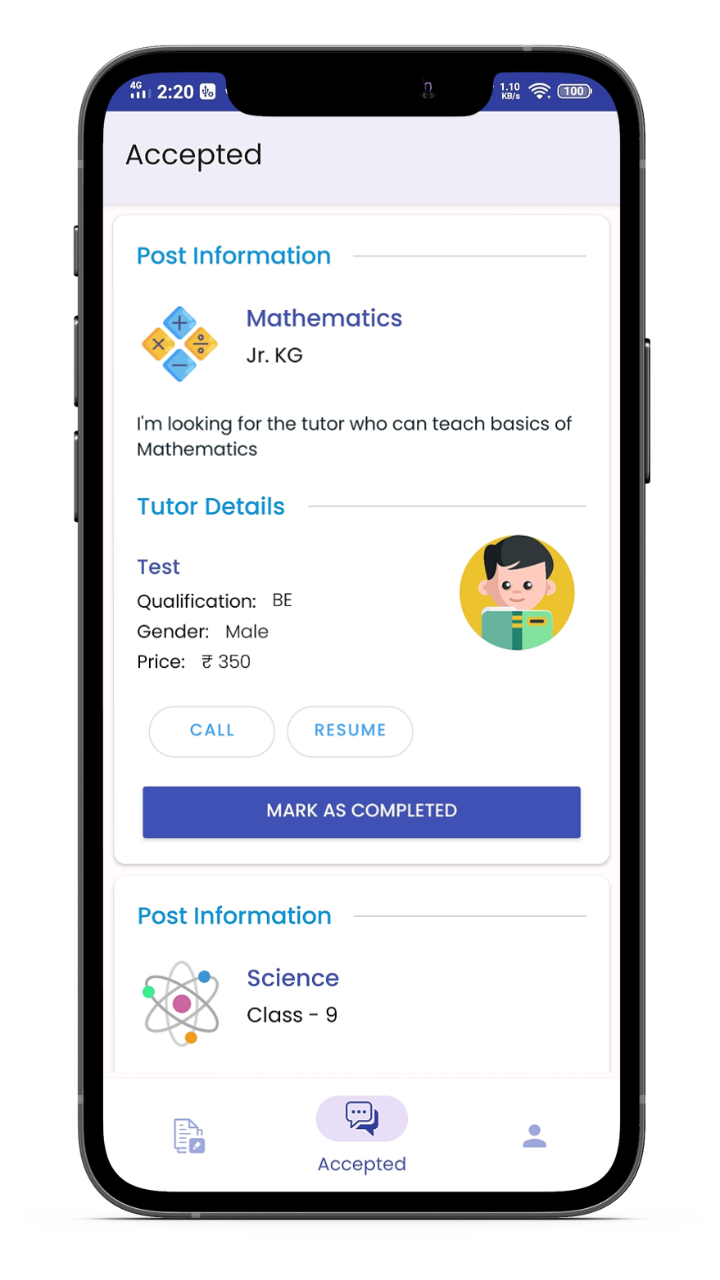 4G 2:20 1.10 KB/s 100
Accepted
Post Information
Mathematics
Jr. KG
I'm looking for the tutor who can teach basics of
Mathematics
Tutor Details
Test
Qualification: BE
Gender: Male
Price: ₹ 350
CALL RESUME
MARK AS COMPLETED
Post Information
Science
Class - 9
Accepted